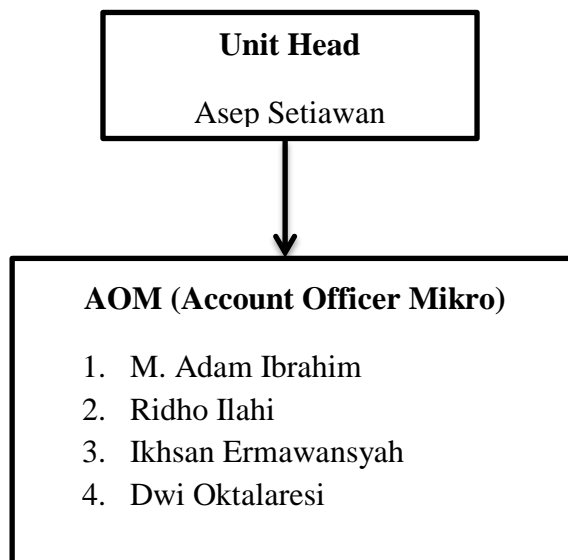 Unit Head
Asep Setiawan
AOM (Account Officer Mikro)
1. M. Adam Ibrahim
2. Ridho Ilahi
3. Ikhsan Ermawansyah
4. Dwi Oktalaresi